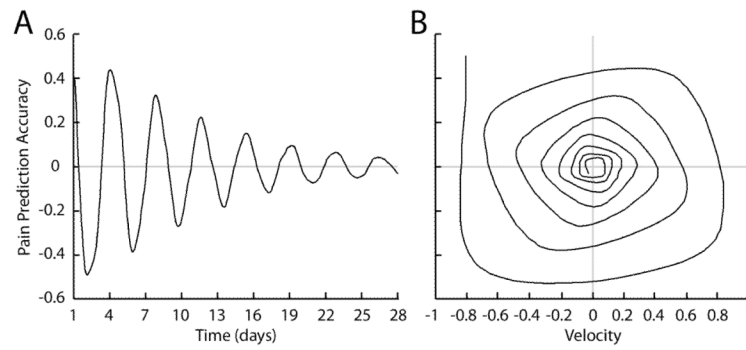 A
B
0.6
0.4
0.2
0
-0.2
-0.4
-0.6
Pain Prediction Accuracy
1 4 7 10 13 16 19 22 25 28
Time (days)
-1 -0.8 -0.6 -0.4 -0.2 0 0.2 0.4 0.6 0.8
Velocity